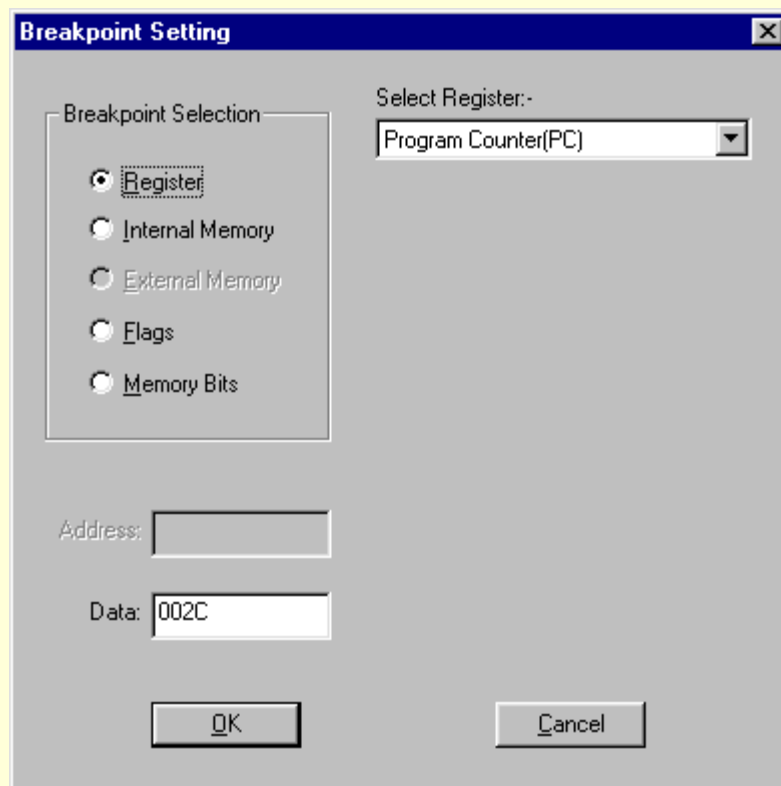 Breakpoint Setting
Breakpoint Selection
Register
Internal Memory
External Memory
Flags
Memory Bits
Select Register:-
Program Counter(PC)
Address:
Data: 002C
OK
Cancel